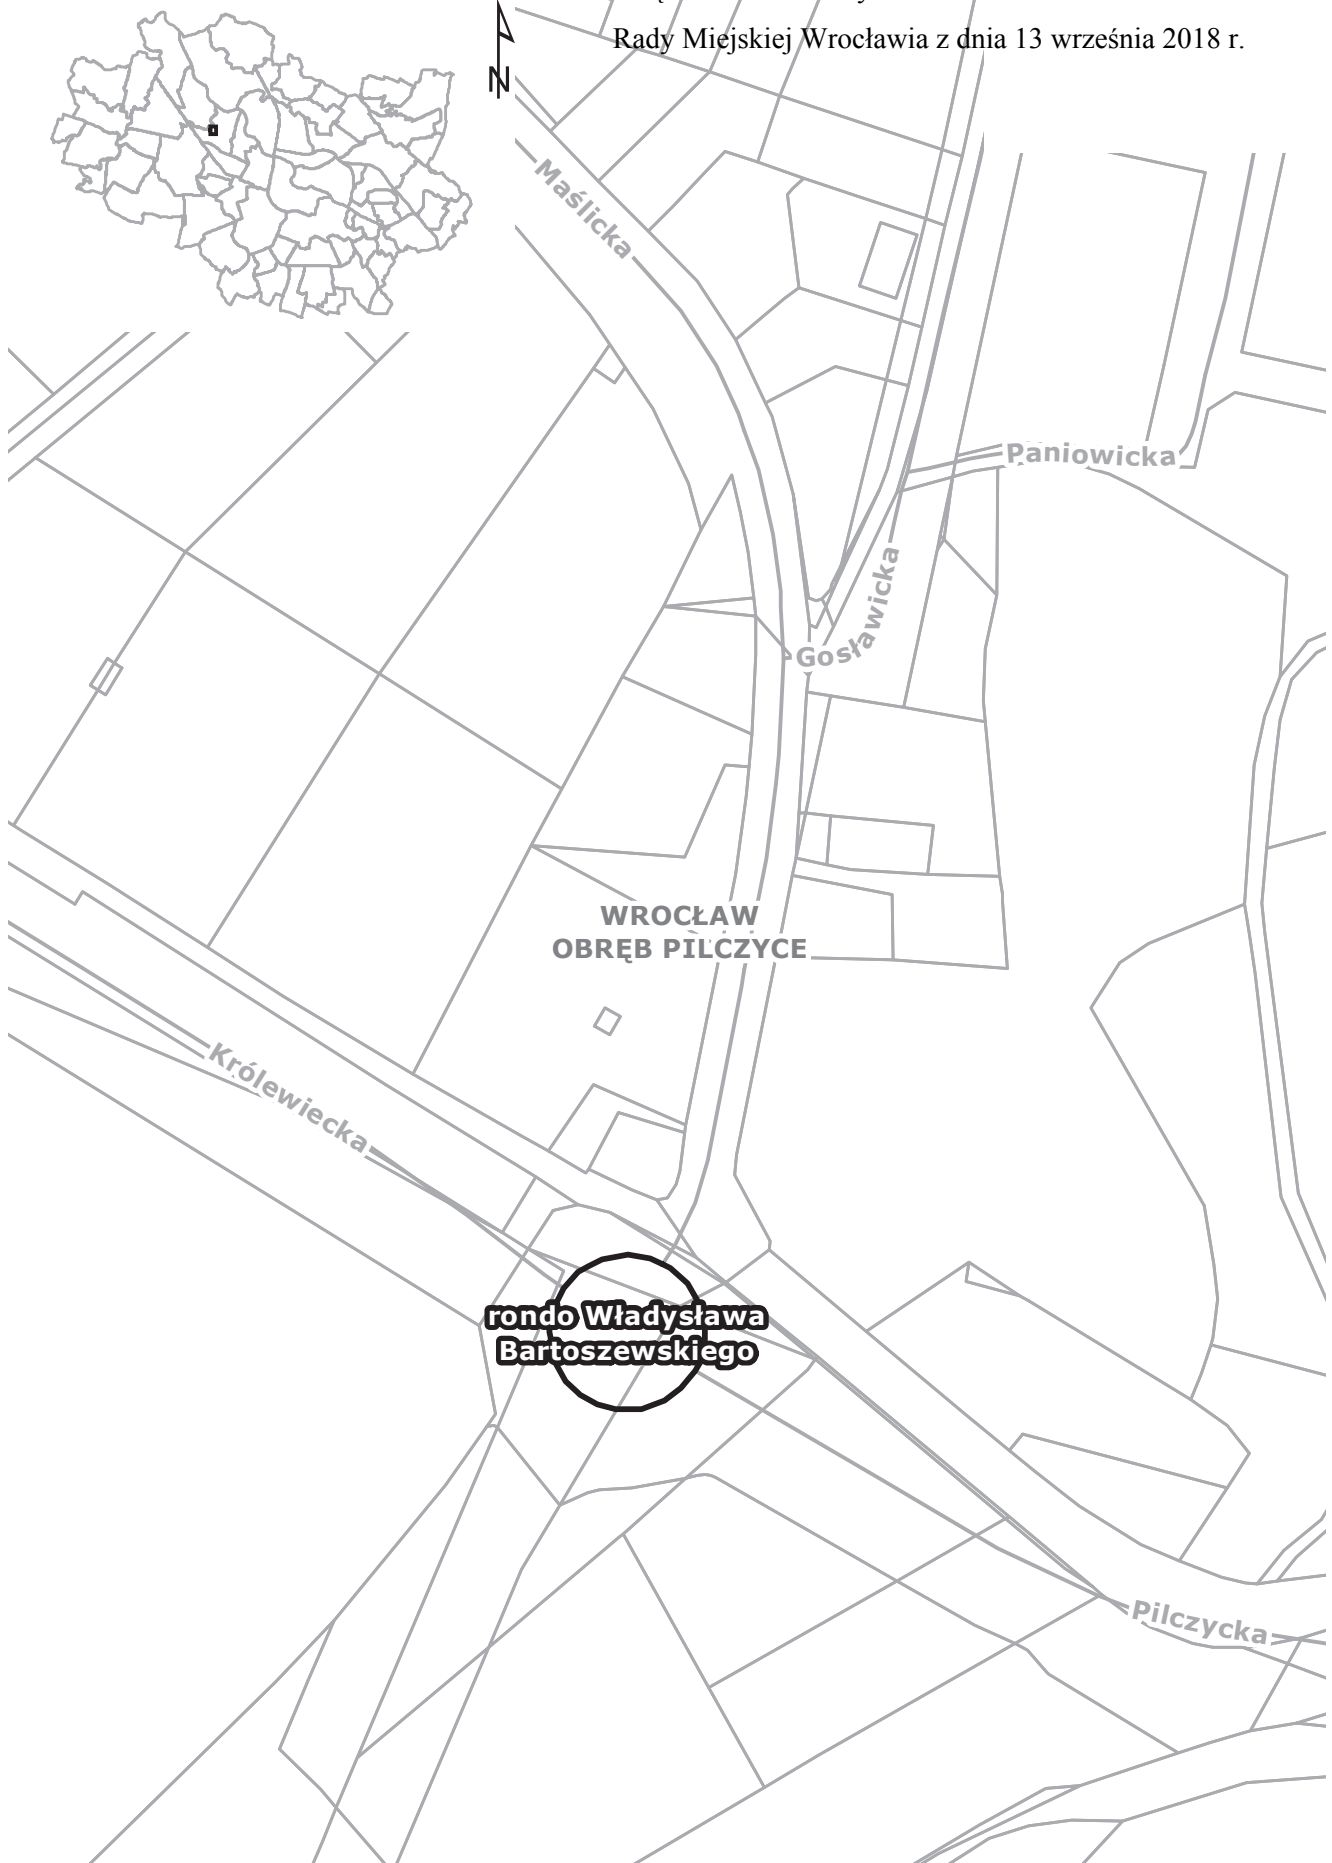 Rady Miejskiej Wrocławia z dnia 13 września 2018 r.
N
Maślicka
Paniowicka
Gosławicka
WROCŁAW
OBRĘB PILCZYCE
Królewiecka
rondo Władysława
Bartoszewskiego
Pilczycka